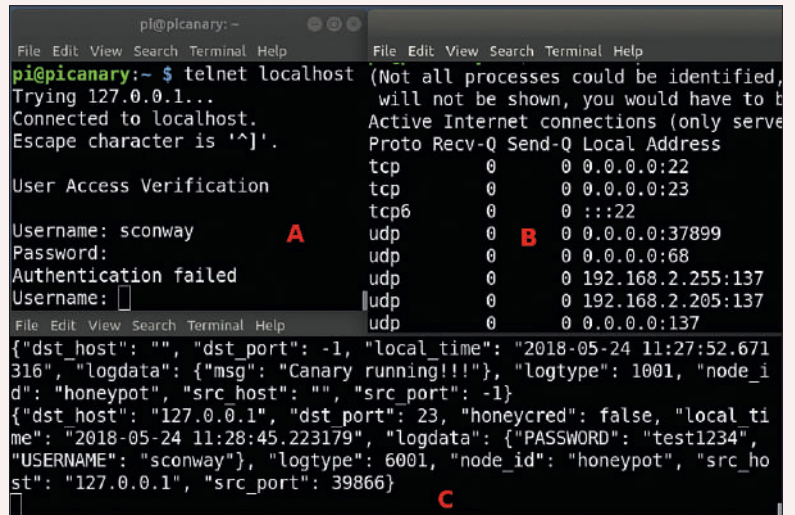 pi@picanary: ~
File Edit View Search Terminal Help
pi@picanary:~ $ telnet localhost
Trying 127.0.0.1...
Connected to localhost.
Escape character is '^]'.
User Access Verification
Username: sconway
Password:
Authentication failed
Username:
A
File Edit View Search Terminal Help
(Not all processes could be identified,
will not be shown, you would have to b
Active Internet connections (only serve
Proto Recv-Q Send-Q Local Address
tcp 0 0 0.0.0.0:22
tcp 0 0 0.0.0.0:23
tcp6 0 0 :::22
udp 0 0 0.0.0.0:37899
udp 0 0 0.0.0.0:68
udp 0 0 192.168.2.255:137
udp 0 0 192.168.2.205:137
udp 0 0 0.0.0.0:137
B
File Edit View Search Terminal Help
{"dst_host": "", "dst_port": -1, "local_time": "2018-05-24 11:27:52.671
316", "logdata": {"msg": "Canary running!!!"}, "logtype": 1001, "node_i
d": "honeypot", "src_host": "", "src_port": -1}
{"dst_host": "127.0.0.1", "dst_port": 23, "honeycred": false, "local_ti
me": "2018-05-24 11:28:45.223179", "logdata": {"PASSWORD": "test1234",
"USERNAME": "sconway"}, "logtype": 6001, "node_id": "honeypot", "src_ho
st": "127.0.0.1", "src_port": 39866}
C